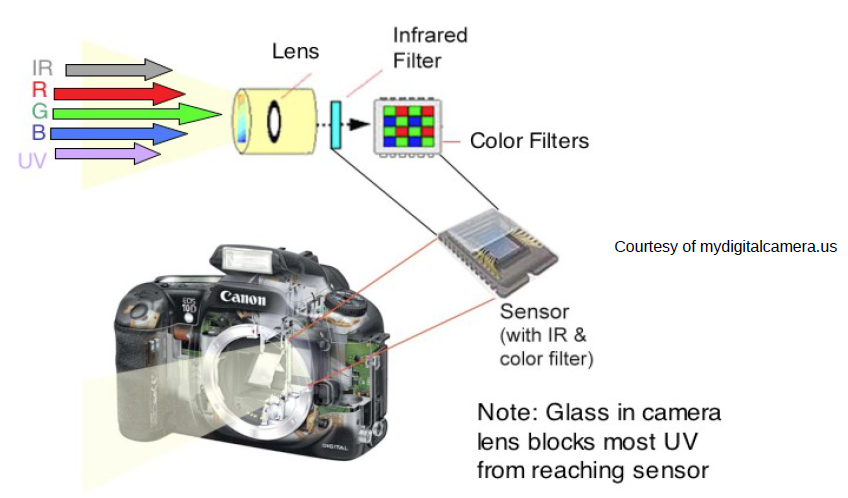 Lens
Infrared
Filter
IR
R
G
B
UV
Color Filters
Courtesy of mydigitalcamera.us
Canon
EOS
10D
Sensor
(with IR &
color filter)
DIGITAL
Note: Glass in camera
lens blocks most UV
from reaching sensor